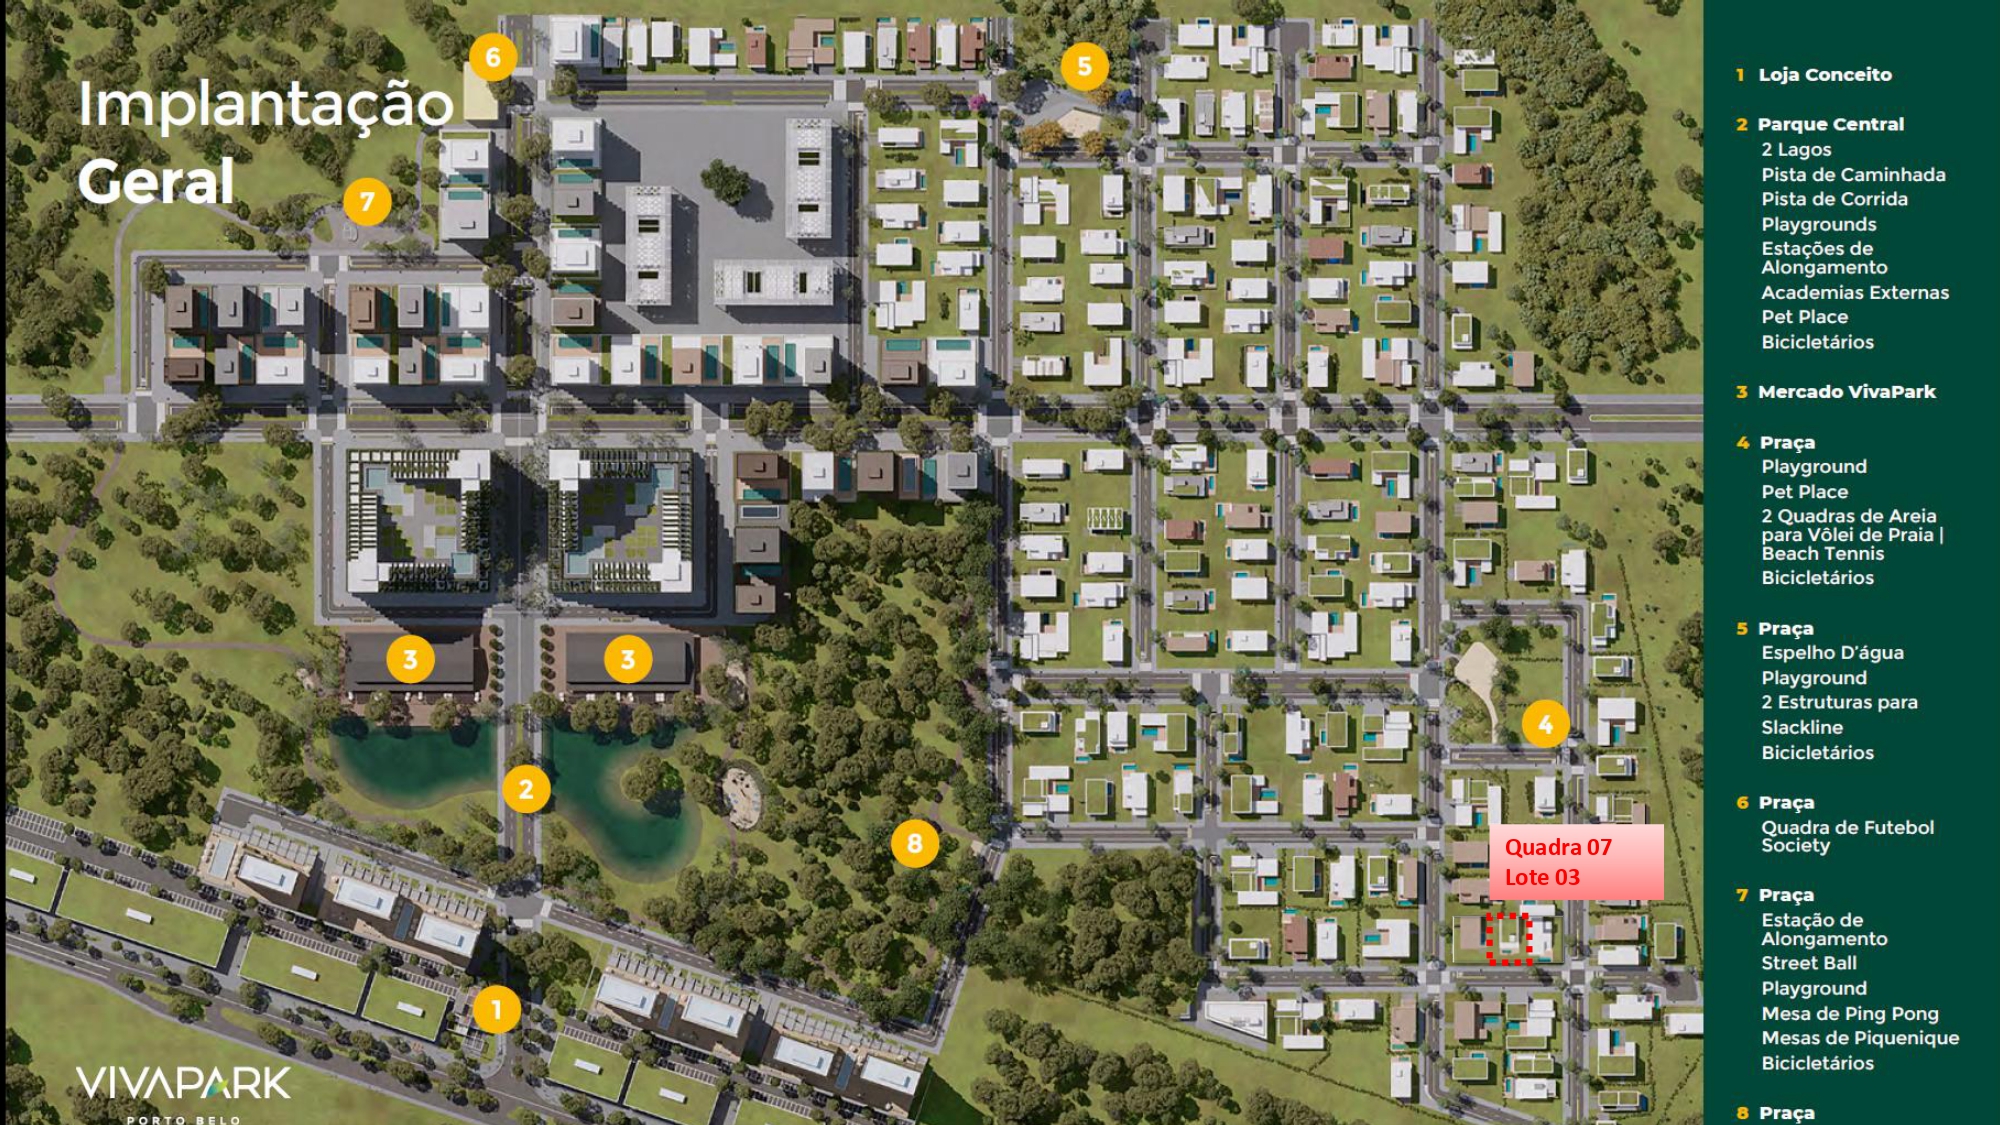 Implantação
Geral
6
5
7
3
3
4
2
8
1
Quadra 07
Lote 03
VIVAPARK
PORTO BELO
1 Loja Conceito
2 Parque Central
2 Lagos
Pista de Caminhada
Pista de Corrida
Playgrounds
Estações de
Alongamento
Academias Externas
Pet Place
Bicicletários
3 Mercado VivaPark
4 Praça
Playground
Pet Place
2 Quadras de Areia
para Vôlei de Praia |
Beach Tennis
Bicicletários
5 Praça
Espelho D'água
Playground
2 Estruturas para
Slackline
Bicicletários
6 Praça
Quadra de Futebol
Society
7 Praça
Estação de
Alongamento
Street Ball
Playground
Mesa de Ping Pong
Mesas de Piquenique
Bicicletários
8 Praça